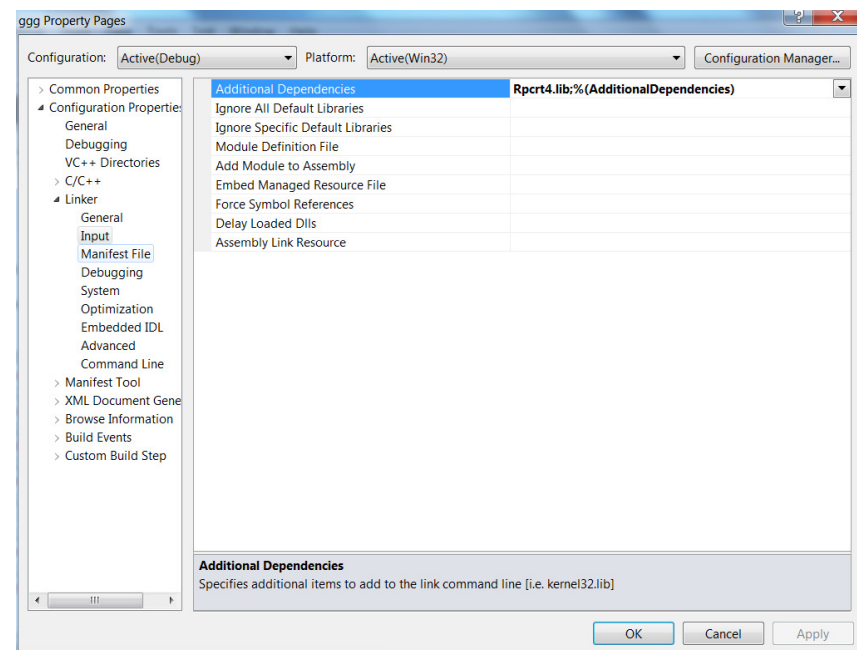 ggg Property Pages
Configuration: Active(Debug) Platform: Active(Win32) Configuration Manager...
Common Properties
Configuration Properties
General
Debugging
VC++ Directories
C/C++
Linker
General
Input
Manifest File
Debugging
System
Optimization
Embedded IDL
Advanced
Command Line
Manifest Tool
XML Document Gene
Browse Information
Build Events
Custom Build Step
Additional Dependencies Rpcrt4.lib;%(AdditionalDependencies)
Ignore All Default Libraries
Ignore Specific Default Libraries
Module Definition File
Add Module to Assembly
Embed Managed Resource File
Force Symbol References
Delay Loaded Dlls
Assembly Link Resource
Additional Dependencies
Specifies additional items to add to the link command line [i.e. kernel32.lib]
OK Cancel Apply